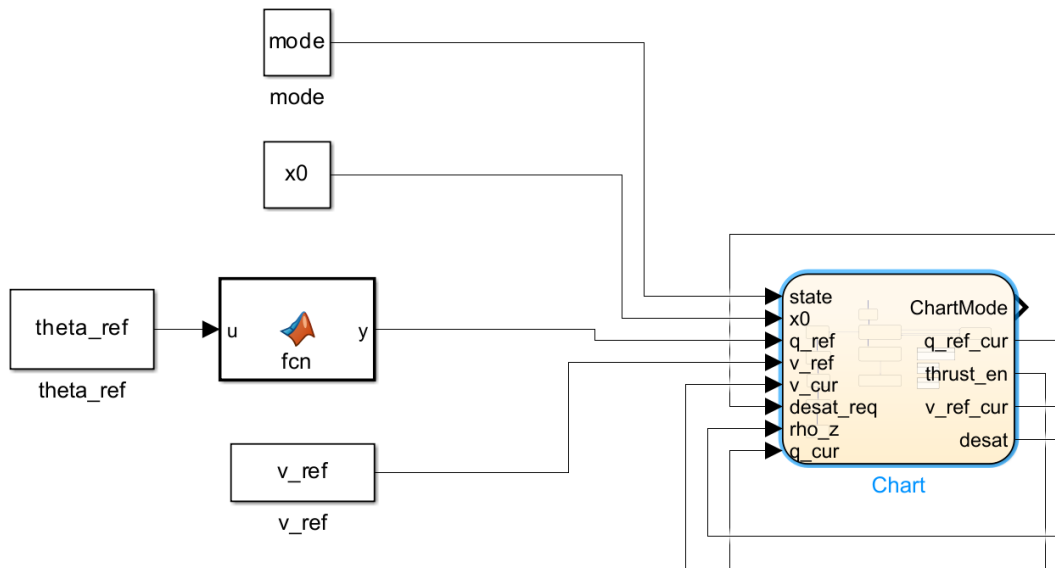 mode
mode
x0
theta_ref
theta_ref
u
fcn
y
v_ref
v_ref
state
x0
q_ref
v_ref
v_cur
desat_req
rho_z
q_cur
ChartMode
q_ref_cur
thrust_en
v_ref_cur
desat
Chart